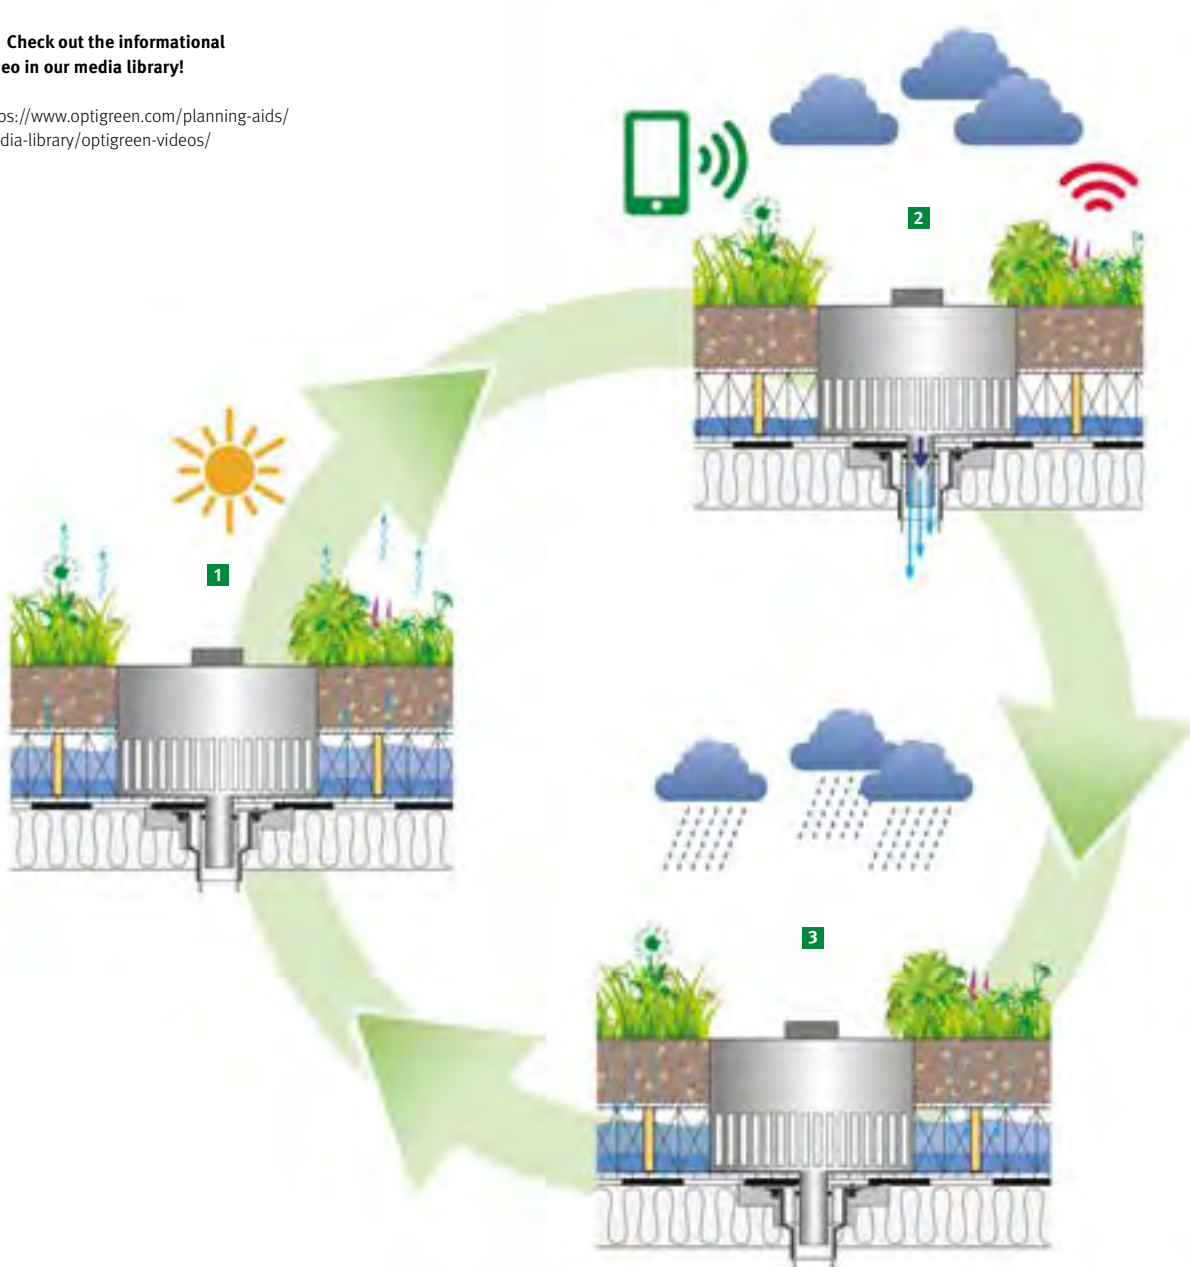 Check out the informational
eo in our media library!
ps://www.optigreen.com/planning-aids/
dia-library/optigreen-videos/
2
1
3